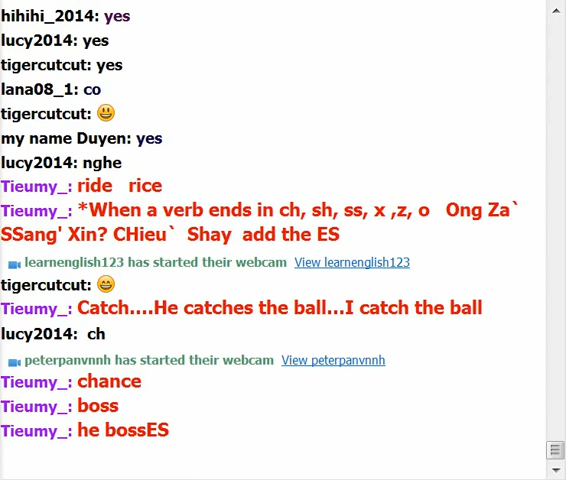 hihihi_2014: yes
lucy2014: yes
tigercutcut: yes
lana08_1: co
tigercutcut: 😃
my name Duyen: yes
lucy2014: nghe
Tieumy_: ride   rice
Tieumy_: *When a verb ends in ch, sh, ss, x ,z, o   Ong Za`
SSang' Xin? CHieu`  Shay  add the ES
learnenglish123 has started their webcam  View learnenglish123
tigercutcut: 😄
Tieumy_: Catch....He catches the ball...I catch the ball
lucy2014:  ch
peterpanvnnh has started their webcam  View peterpanvnnh
Tieumy_: chance
Tieumy_: boss
Tieumy_: he bossES